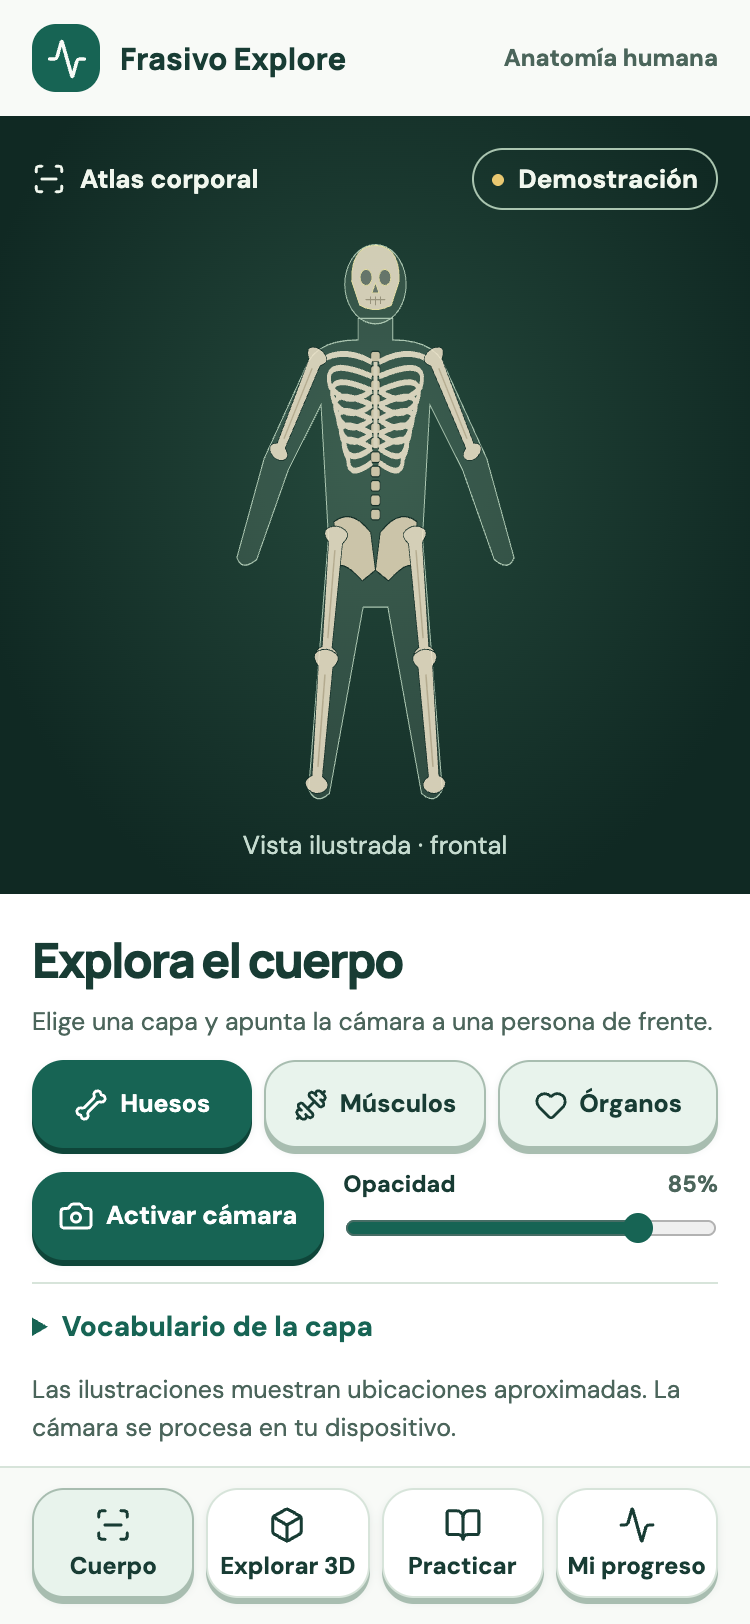 Frasivo Explore
Anatomía humana
Atlas corporal
Demostración
Vista ilustrada · frontal
Explora el cuerpo
Elige una capa y apunta la cámara a una persona de frente.
Huesos
Músculos
Órganos
Activar cámara
Opacidad
85%
Vocabulario de la capa
Las ilustraciones muestran ubicaciones aproximadas. La
cámara se procesa en tu dispositivo.
Cuerpo
Explorar 3D
Practicar
Mi progreso